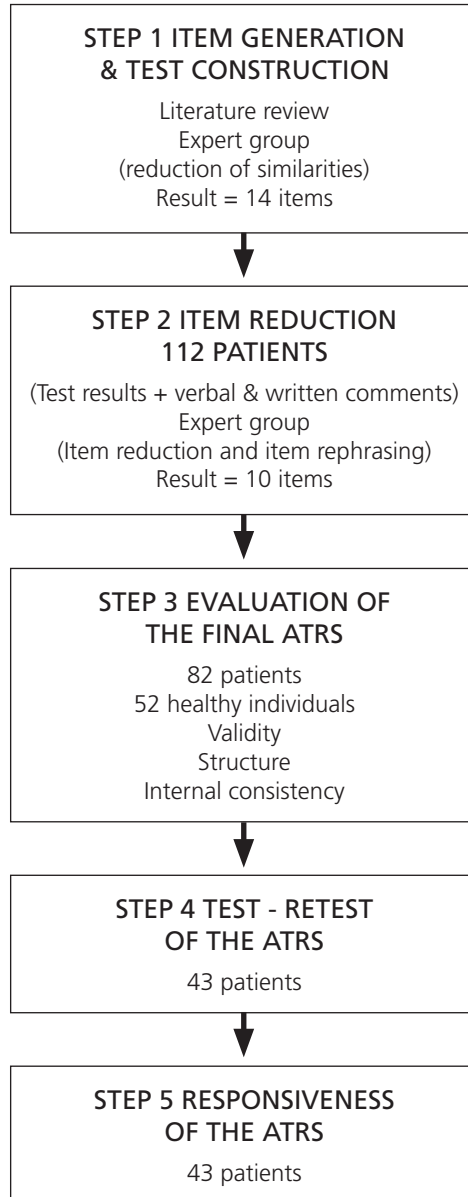 STEP 1 ITEM GENERATION
& TEST CONSTRUCTION
Literature review
Expert group
(reduction of similarities)
Result = 14 items
STEP 2 ITEM REDUCTION
112 PATIENTS
(Test results + verbal & written comments)
Expert group
(Item reduction and item rephrasing)
Result = 10 items
STEP 3 EVALUATION OF
THE FINAL ATRS
82 patients
52 healthy individuals
Validity
Structure
Internal consistency
STEP 4 TEST - RETEST
OF THE ATRS
43 patients
STEP 5 RESPONSIVENESS
OF THE ATRS
43 patients